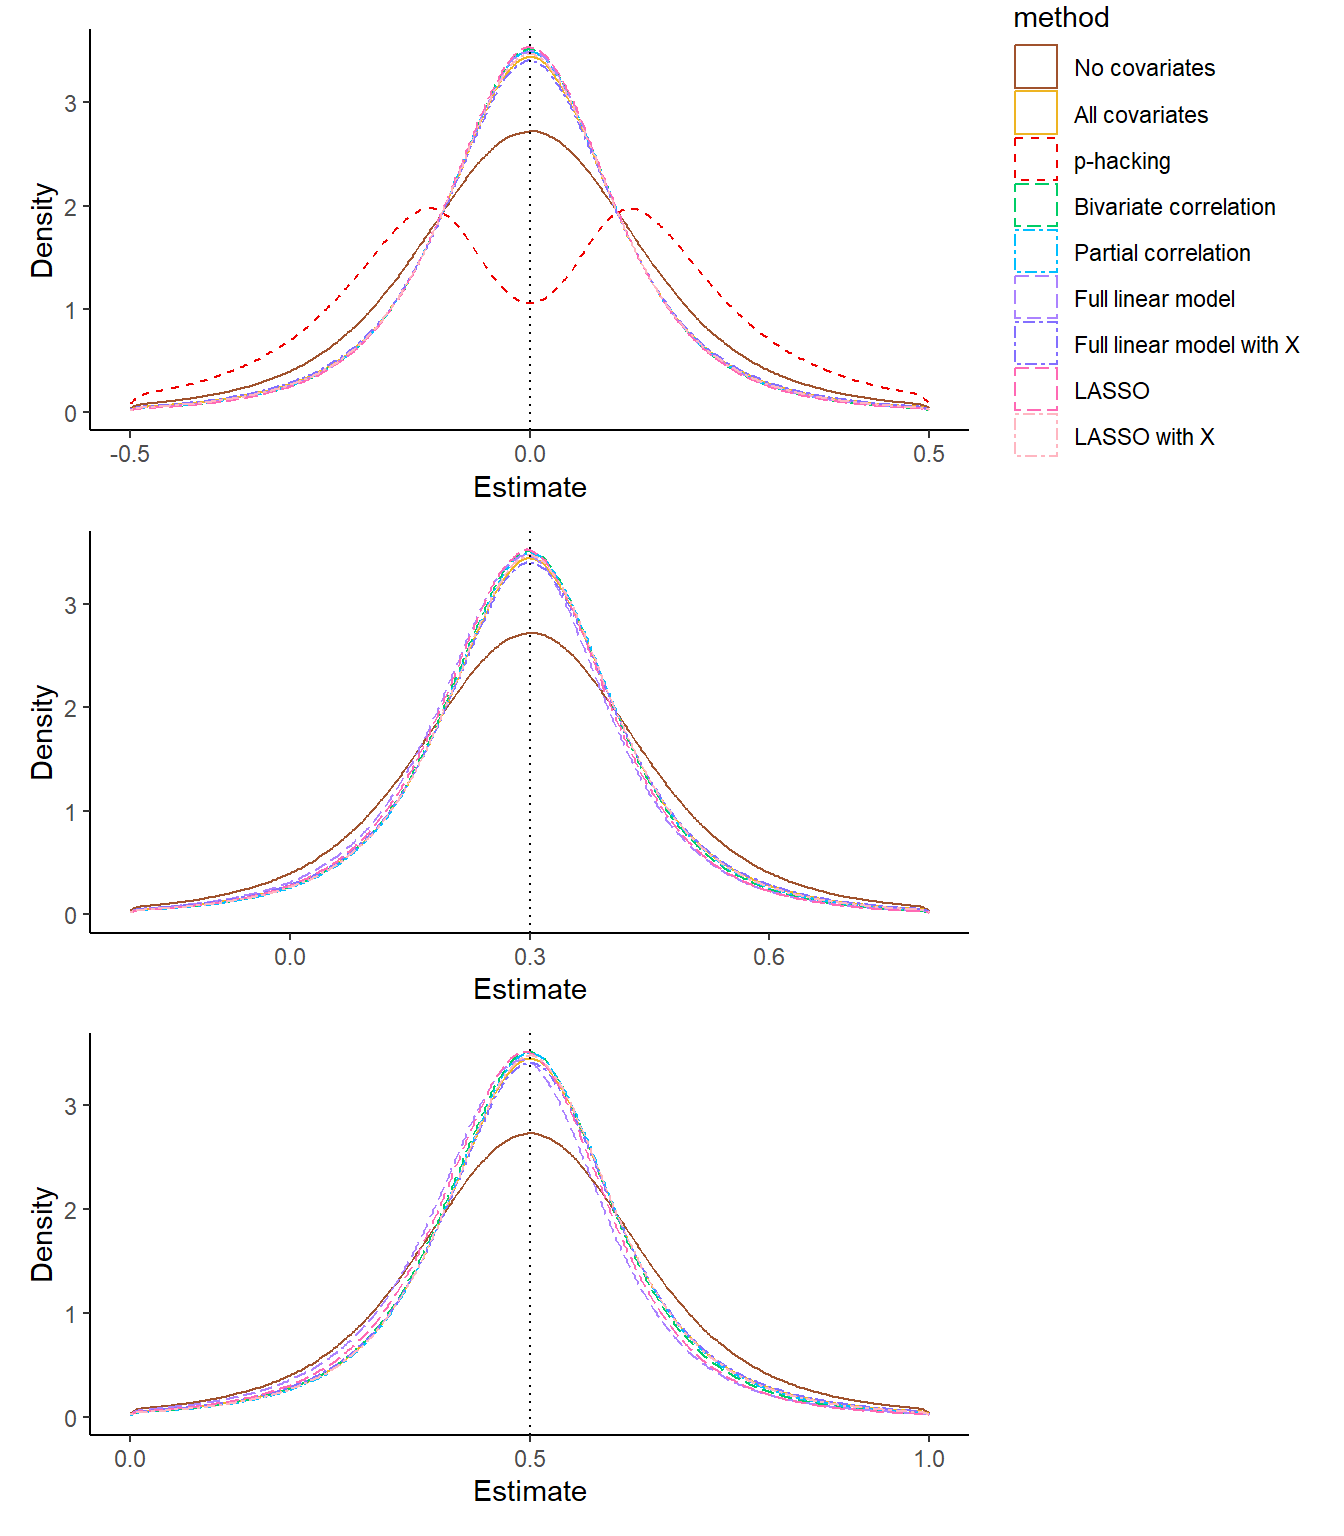 method
No covariates
All covariates
p-hacking
Bivariate correlation
Partial correlation
Full linear model
Full linear model with X
LASSO
LASSO with X
Density
3
2
1
0
-0.5 0.0 0.5
Estimate
Density
3
2
1
0
0.0 0.3 0.6
Estimate
Density
3
2
1
0
0.0 0.5 1.0
Estimate